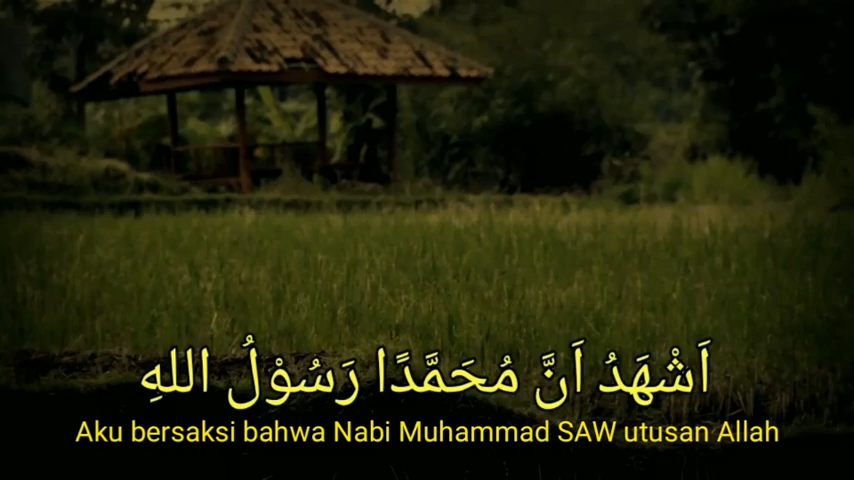 اَشْهَدُ اَنَّ مُحَمَّدًا رَسُوْلُ اللهِ
Aku bersaksi bahwa Nabi Muhammad SAW utusan Allah